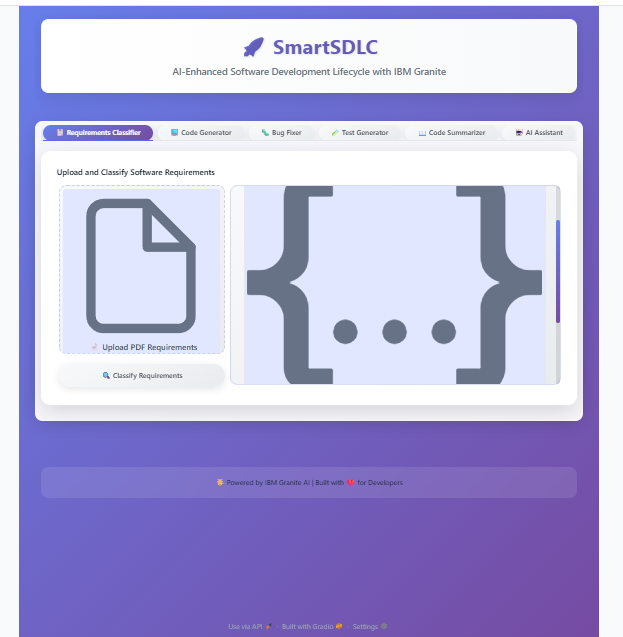 🚀 SmartSDLC
AI-Enhanced Software Development Lifecycle with IBM Granite
Requirements Classifier
Code Generator
Bug Fixer
Test Generator
Code Summarizer
AI Assistant
Upload and Classify Software Requirements
Upload PDF Requirements
🔍 Classify Requirements
🌟 Powered by IBM Granite AI | Built with ❤️ for Developers
Use via API · Built with Gradio · Settings